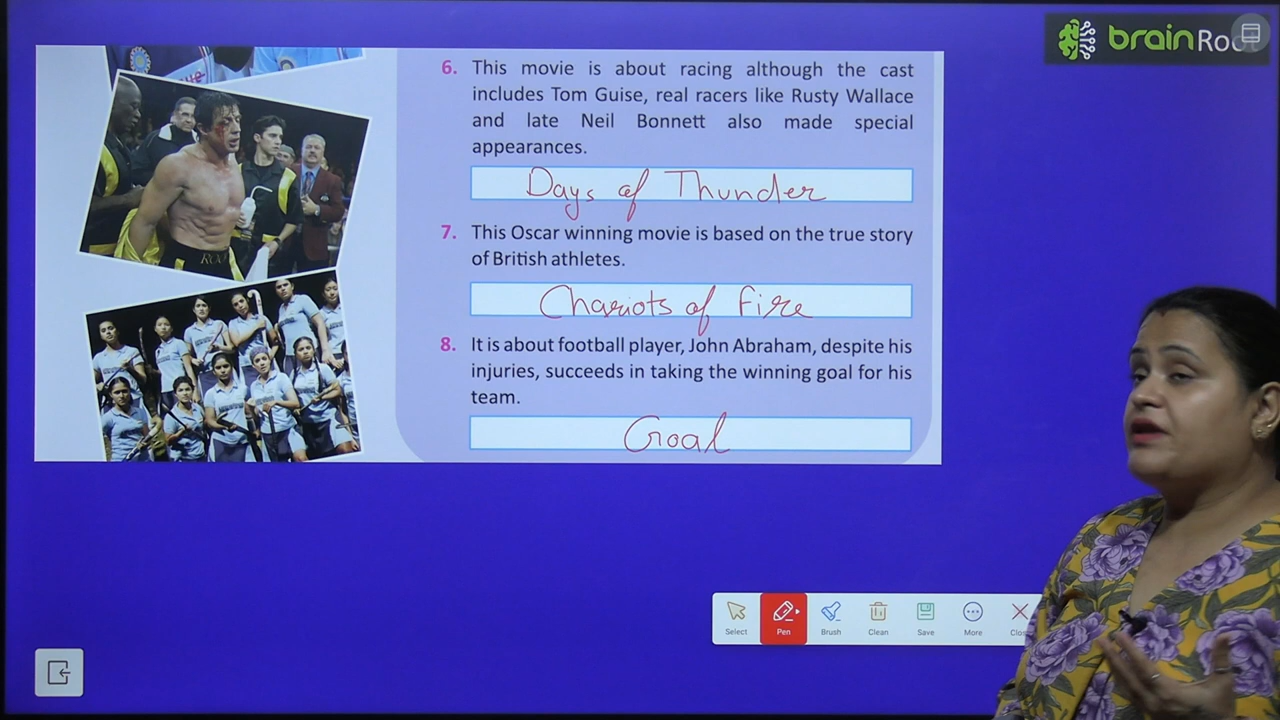 brainRoo
6. This movie is about racing although the cast
includes Tom Guise, real racers like Rusty Wallace
and late Neil Bonnett also made special
appearances.
Days of Thunder
7. This Oscar winning movie is based on the true story
of British athletes.
Chariots of Fire
8. It is about football player, John Abraham, despite his
injuries, succeeds in taking the winning goal for his
team.
Goal
Select Pen Brush Clean Save More Clos